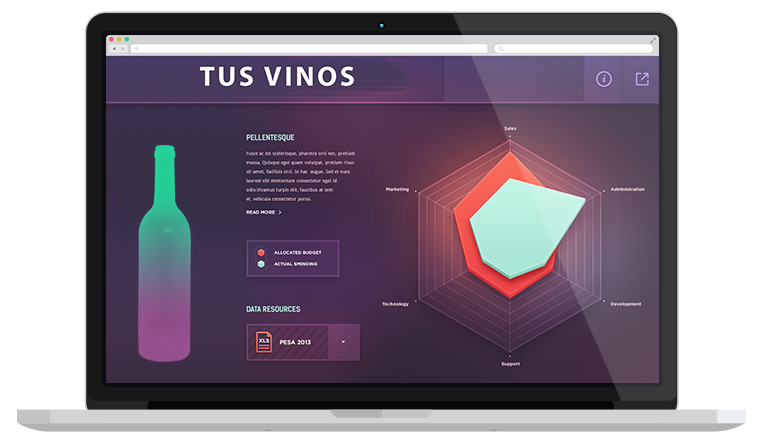 TUS VINOS
PELLENTESQUE
Fusce ac est scelerisque, pharetra orci nec, pretium
massa. Quisque eget quam volutpat, pretium risus
sit amet, facilisis orci. In hac augue. Sed et nunc
laoreet elit elementum consectetur eget id
odio.Vivamus turpis elit, faucibus at sem
et, vehicula consectetur purus.
READ MORE
ALLOCATED BUDGET
ACTUAL SPENDING
DATA RESOURCES
XLS
PESA 2013
Sales
Marketing
Administration
Technology
Development
Support